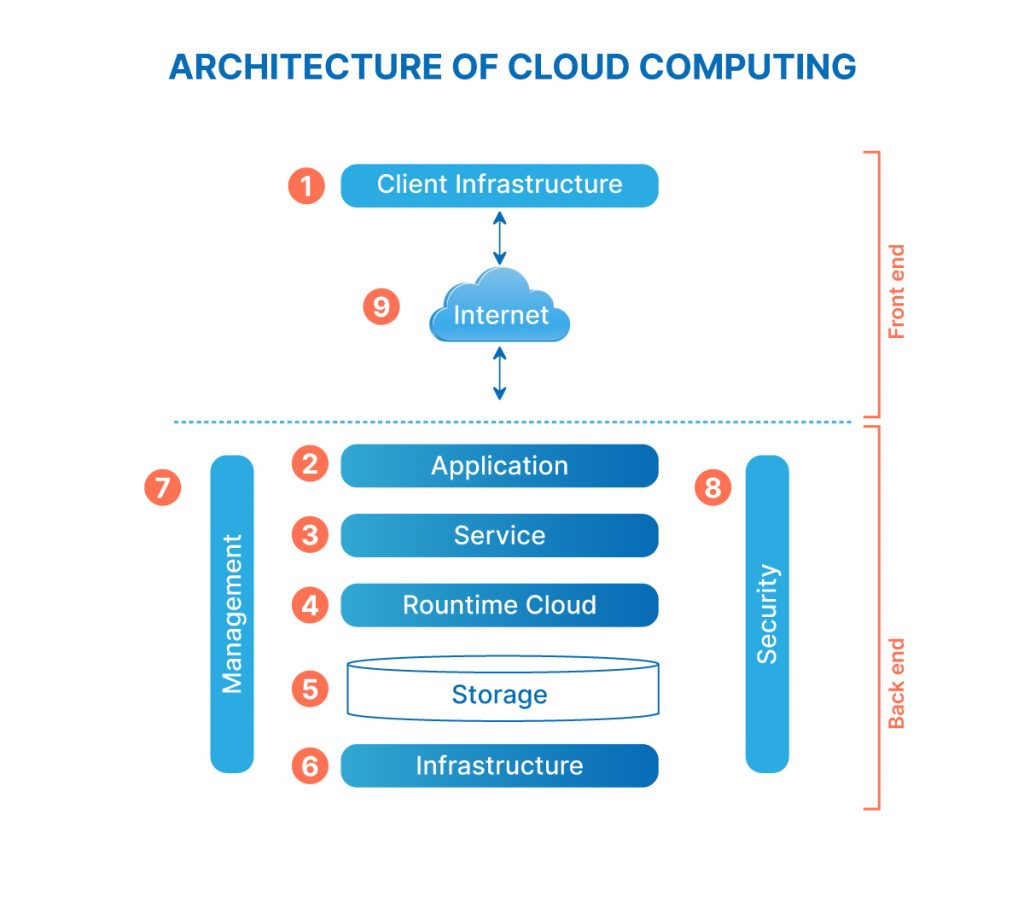 ARCHITECTURE OF CLOUD COMPUTING
1 Client Infrastructure
9 Internet
Front end
2 Application
7 Management
8 Security
3 Service
4 Rountime Cloud
5 Storage
6 Infrastructure
Back end